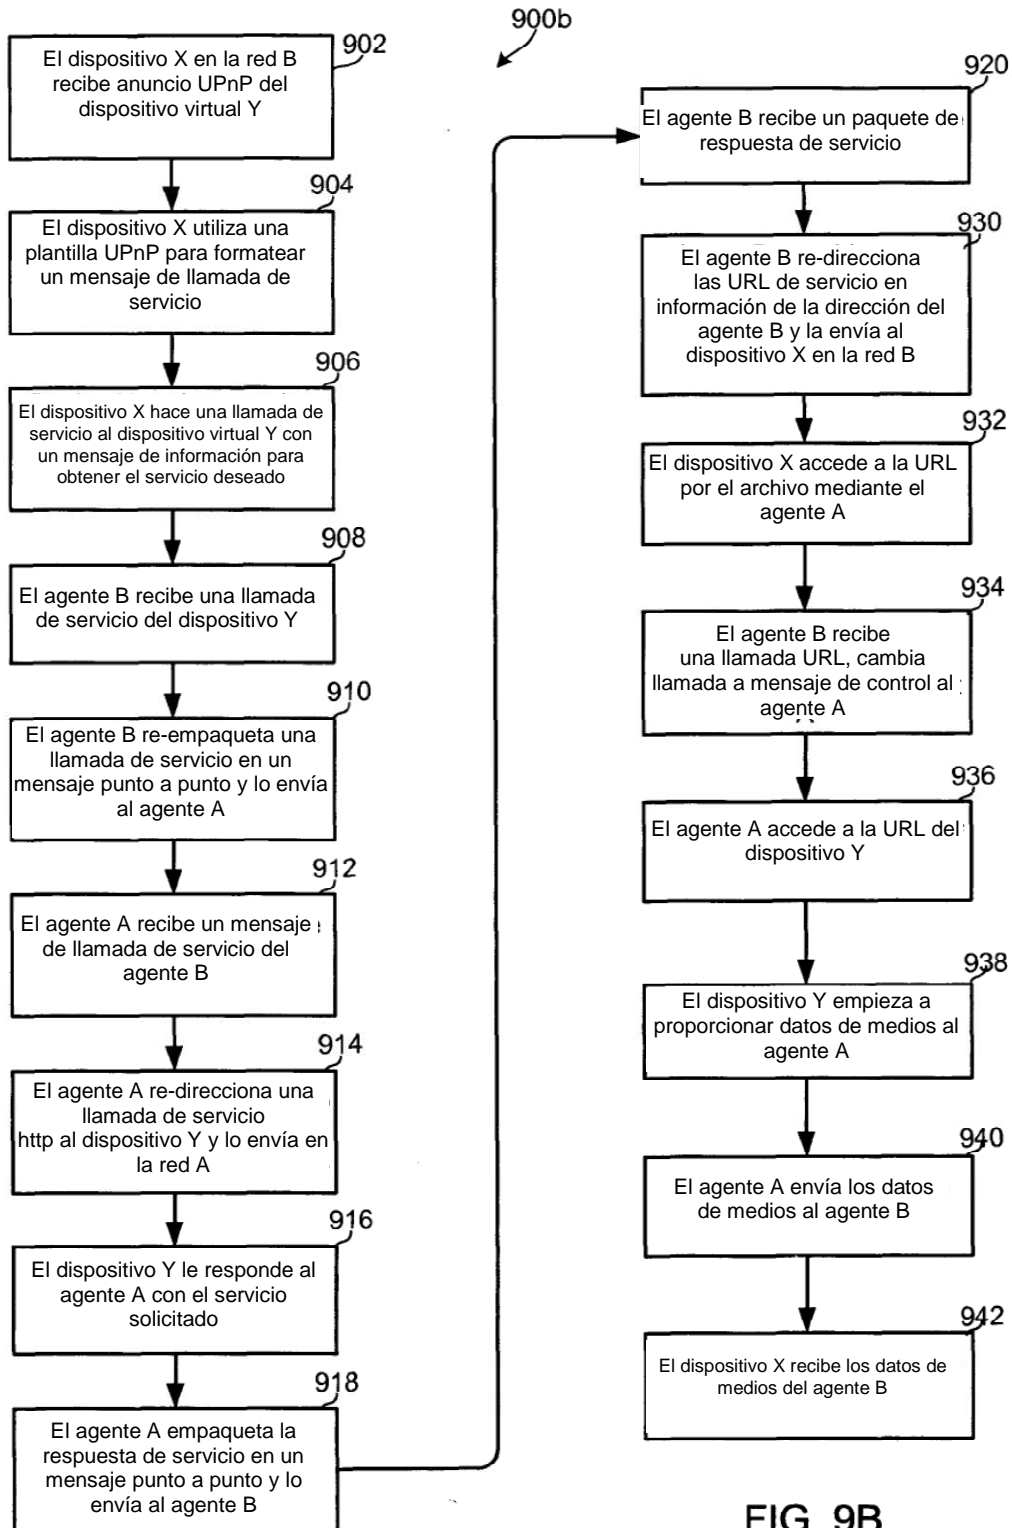 900b
902
El dispositivo X en la red B
recibe anuncio UPnP del
dispositivo virtual Y
904
El dispositivo X utiliza una
plantilla UPnP para formatear
un mensaje de llamada de
servicio
906
El dispositivo X hace una llamada de
servicio al dispositivo virtual Y con
un mensaje de información para
obtener el servicio deseado
908
El agente B recibe una llamada
de servicio del dispositivo Y
910
El agente B re-empaqueta una
llamada de servicio en un
mensaje punto a punto y lo envía
al agente A
912
El agente A recibe un mensaje
de llamada de servicio del
agente B
914
El agente A re-direcciona una
llamada de servicio
http al dispositivo Y y lo envía en
la red A
916
El dispositivo Y le responde al
agente A con el servicio
solicitado
918
El agente A empaqueta la
respuesta de servicio en un
mensaje punto a punto y lo
envía al agente B
920
El agente B recibe un paquete de
respuesta de servicio
930
El agente B re-direcciona
las URL de servicio en
información de la dirección del
agente B y la envía al
dispositivo X en la red B
932
El dispositivo X accede a la URL
por el archivo mediante el
agente A
934
El agente B recibe
una llamada URL, cambia
llamada a mensaje de control al
agente A
936
El agente A accede a la URL del
dispositivo Y
938
El dispositivo Y empieza a
proporcionar datos de medios al
agente A
940
El agente A envía los datos
de medios al agente B
942
El dispositivo X recibe los datos de
medios del agente B
FIG. 9B